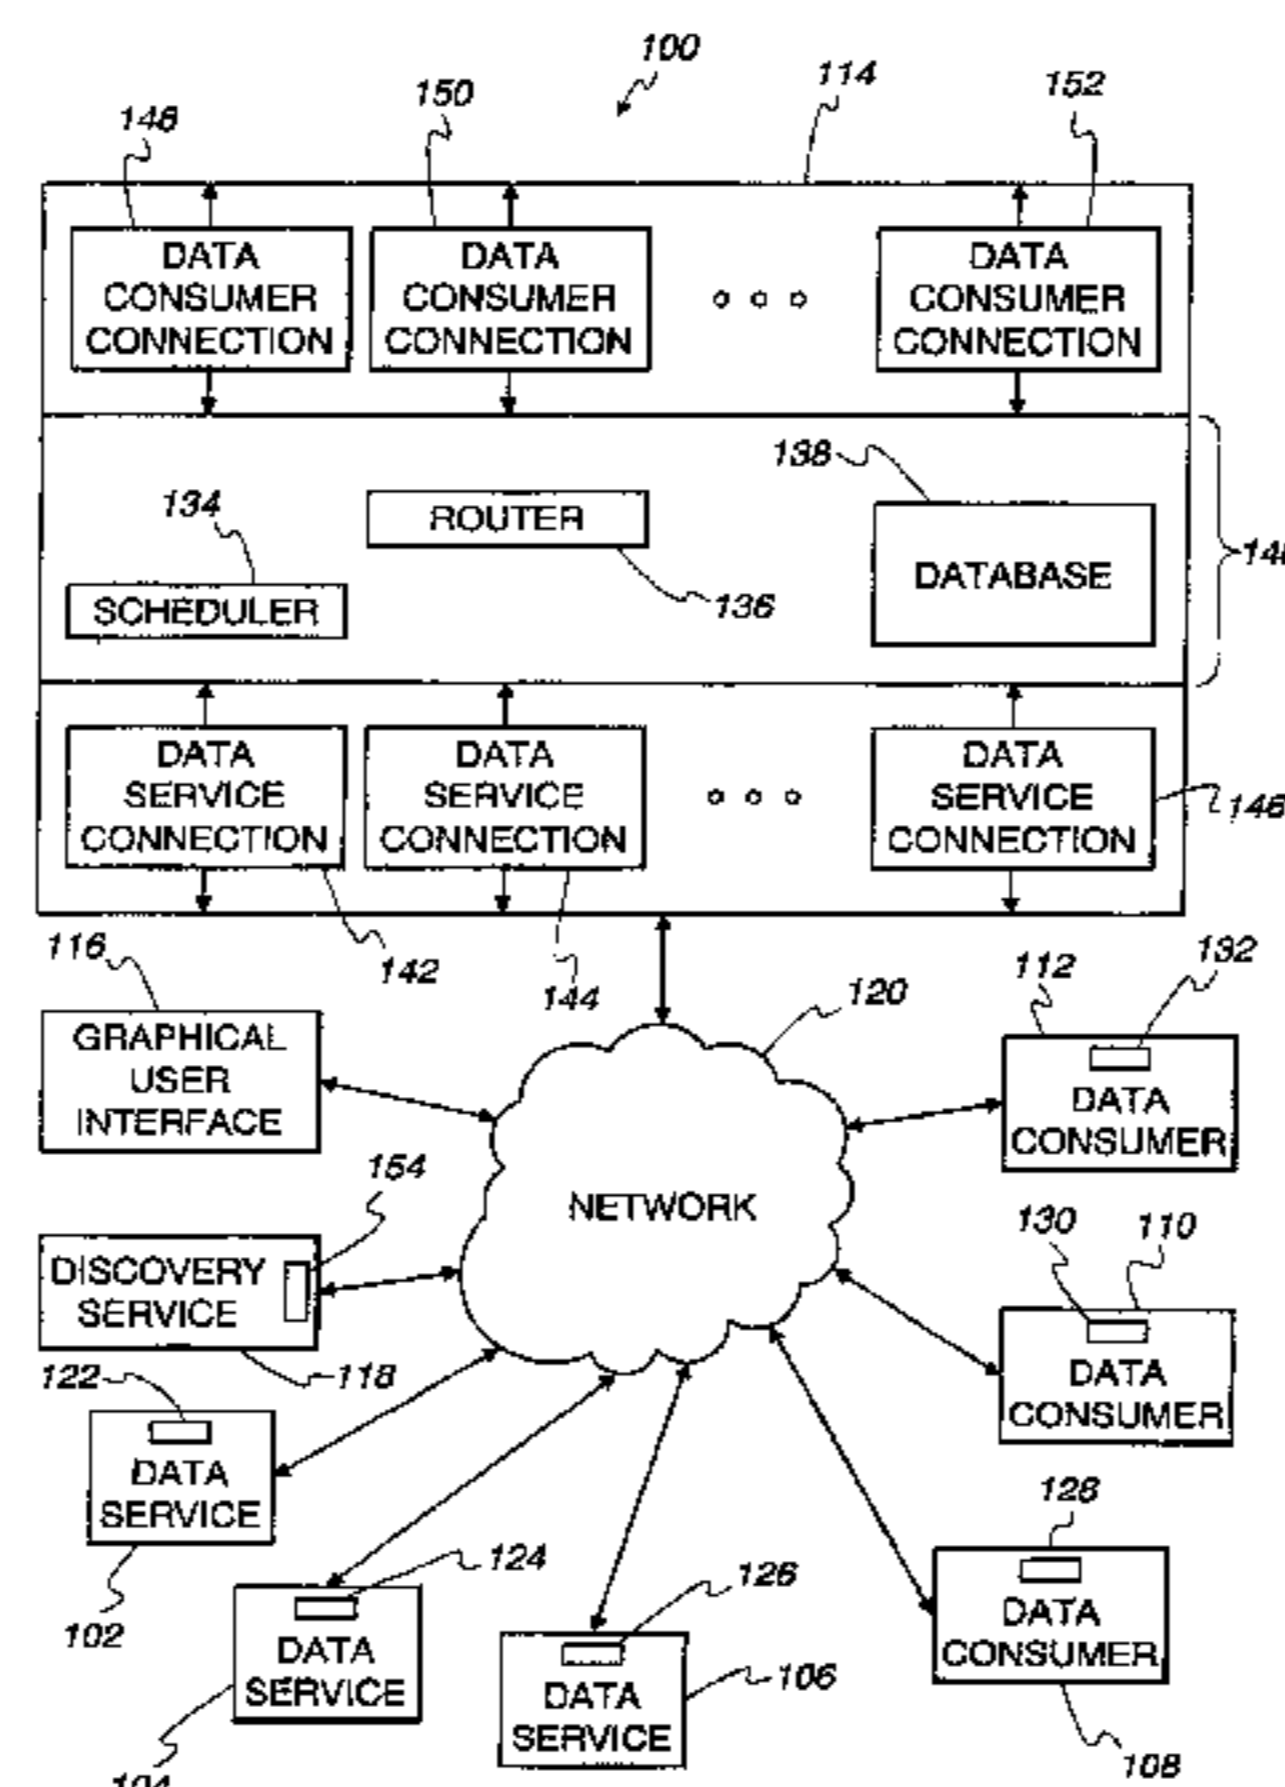 100
114
152
150
148
DATA
CONSUMER
CONNECTION
DATA
CONSUMER
CONNECTION
DATA
CONSUMER
CONNECTION
138
134
ROUTER
DATABASE
136
SCHEDULER
DATA
SERVICE
CONNECTION
DATA
SERVICE
CONNECTION
DATA
SERVICE
CONNECTION
146
142
144
116
120
112
132
GRAPHICAL
USER
INTERFACE
DATA
CONSUMER
154
NETWORK
130
110
DISCOVERY
SERVICE
118
DATA
CONSUMER
122
DATA
SERVICE
102
124
DATA
SERVICE
104
126
DATA
SERVICE
106
128
DATA
CONSUMER
108